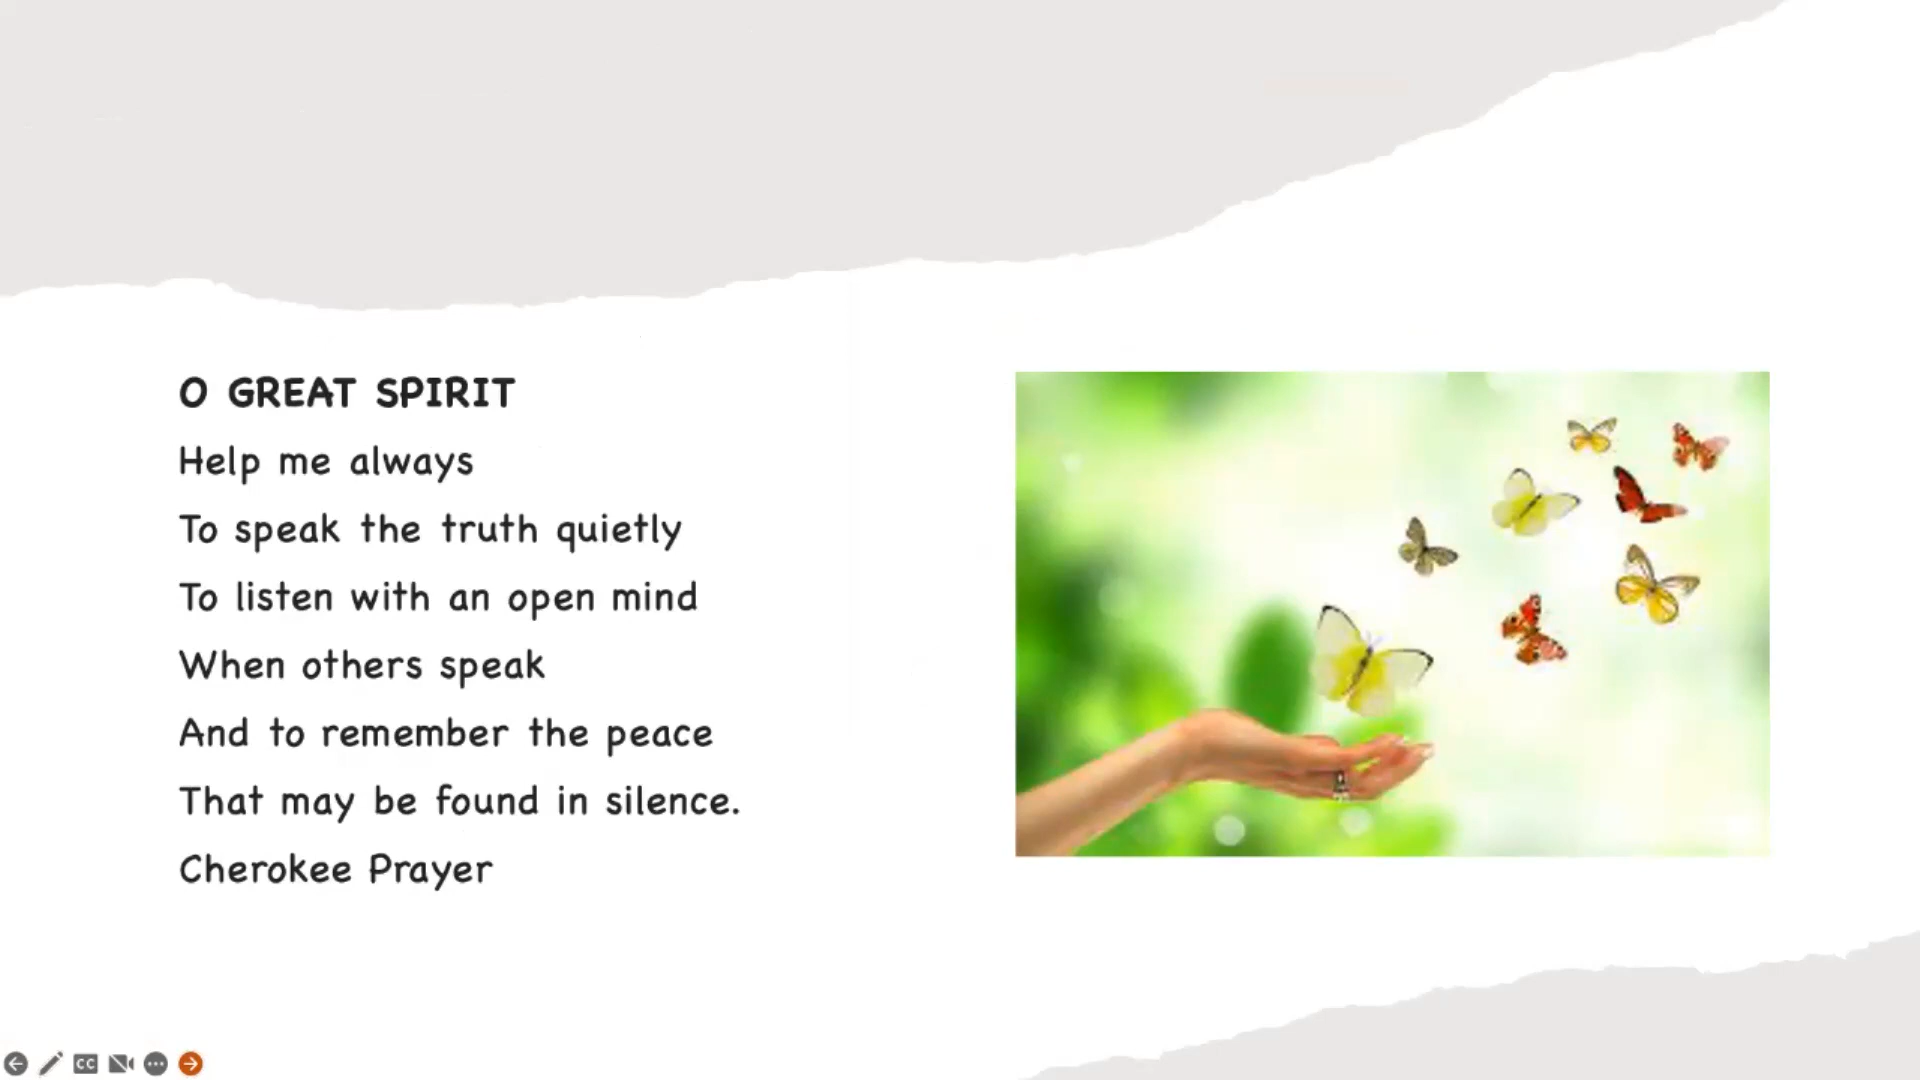 O GREAT SPIRIT
Help me always
To speak the truth quietly
To listen with an open mind
When others speak
And to remember the peace
That may be found in silence.
Cherokee Prayer
CC